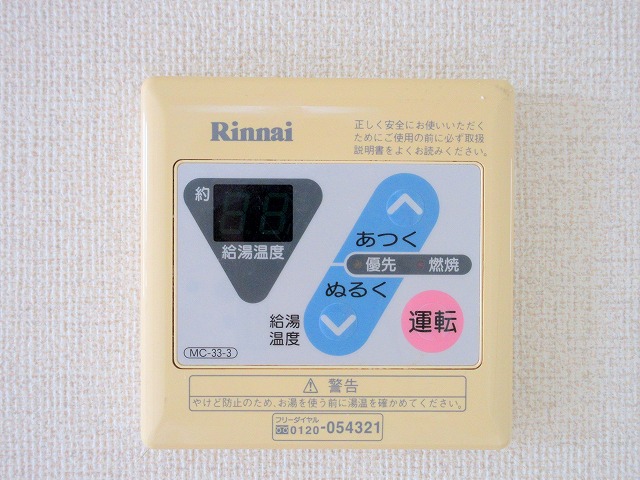 Rinnai
正しく安全にお使いいただく
ためにご使用の前に必ず取扱
説明書をよくお読みください。
約
給湯温度
あつく
優先 燃焼
ぬるく
給湯
温度
運転
MC-33-3
⚠ 警告
やけど防止のため、お湯を使う前に湯温を確かめてください。
フリーダイヤル
0120-054321